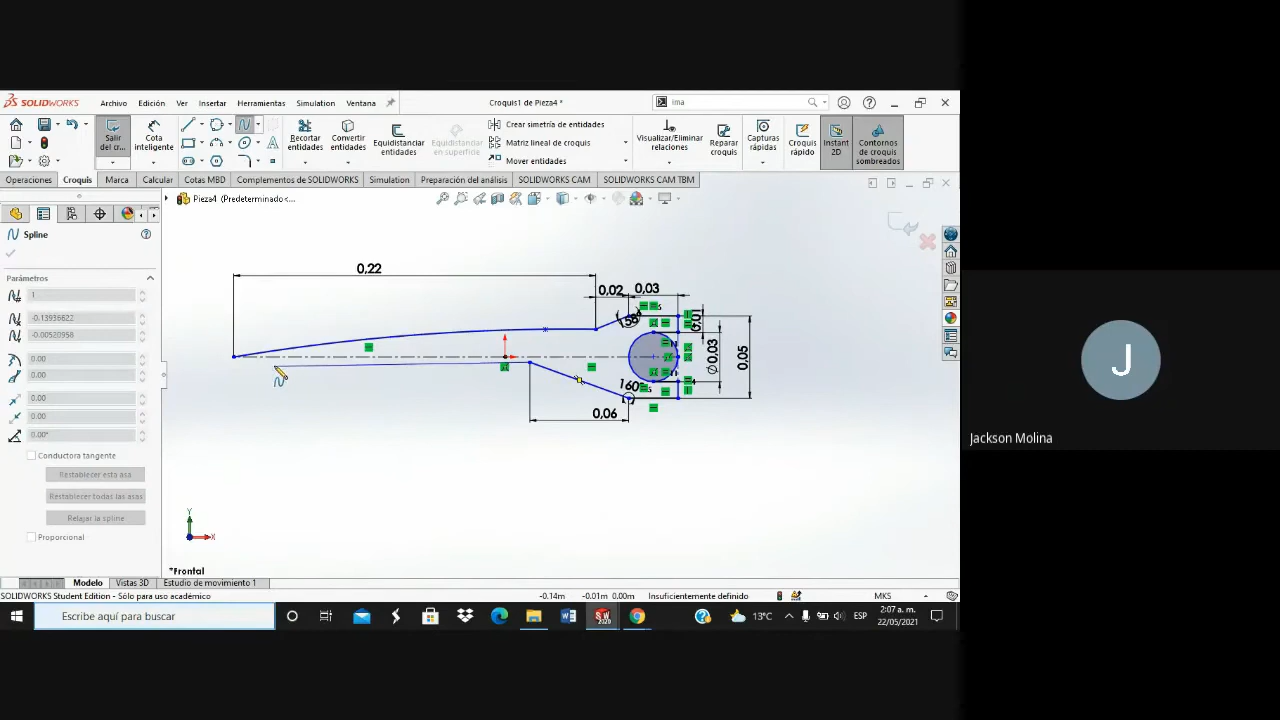 SOLIDWORKS
Archivo Edición Ver Insertar Herramientas Simulation Ventana
Croquis1 de Pieza4 *
ima
Salir del cr...
Cota inteligente
Recortar entidades
Convertir entidades
Equidistanciar entidades
Equidistanciar en superficie
Crear simetría de entidades
Matriz lineal de croquis
Mover entidades
Visualizar/Eliminar relaciones
Reparar croquis
Capturas rápidas
Croquis rápido
Instant 2D
Contornos de croquis sombreados
Operaciones Croquis Marca Calcular Cotas MBD Complementos de SOLIDWORKS Simulation Preparación del análisis SOLIDWORKS CAM SOLIDWORKS CAM TBM
Pieza4 (Predeterminado<...
Spline
Parámetros
1
-0.13936622
-0.00520958
0.00
0.00
0.00
0.00
0.00°
Conductora tangente
Restablecer esta asa
Restablecer todas las asas
Relajar la spline
Proporcional
0,22
0,02
0,03
0,06
160°
∅0,03
0,05
Y
X
*Frontal
Modelo Vistas 3D Estudio de movimiento 1
SOLIDWORKS Student Edition - Sólo para uso académico
-0.14m -0.01m 0.00m Insuficientemente definido MKS
Escribe aquí para buscar
13°C
ESP
2:07 a. m.
22/05/2021
J
Jackson Molina